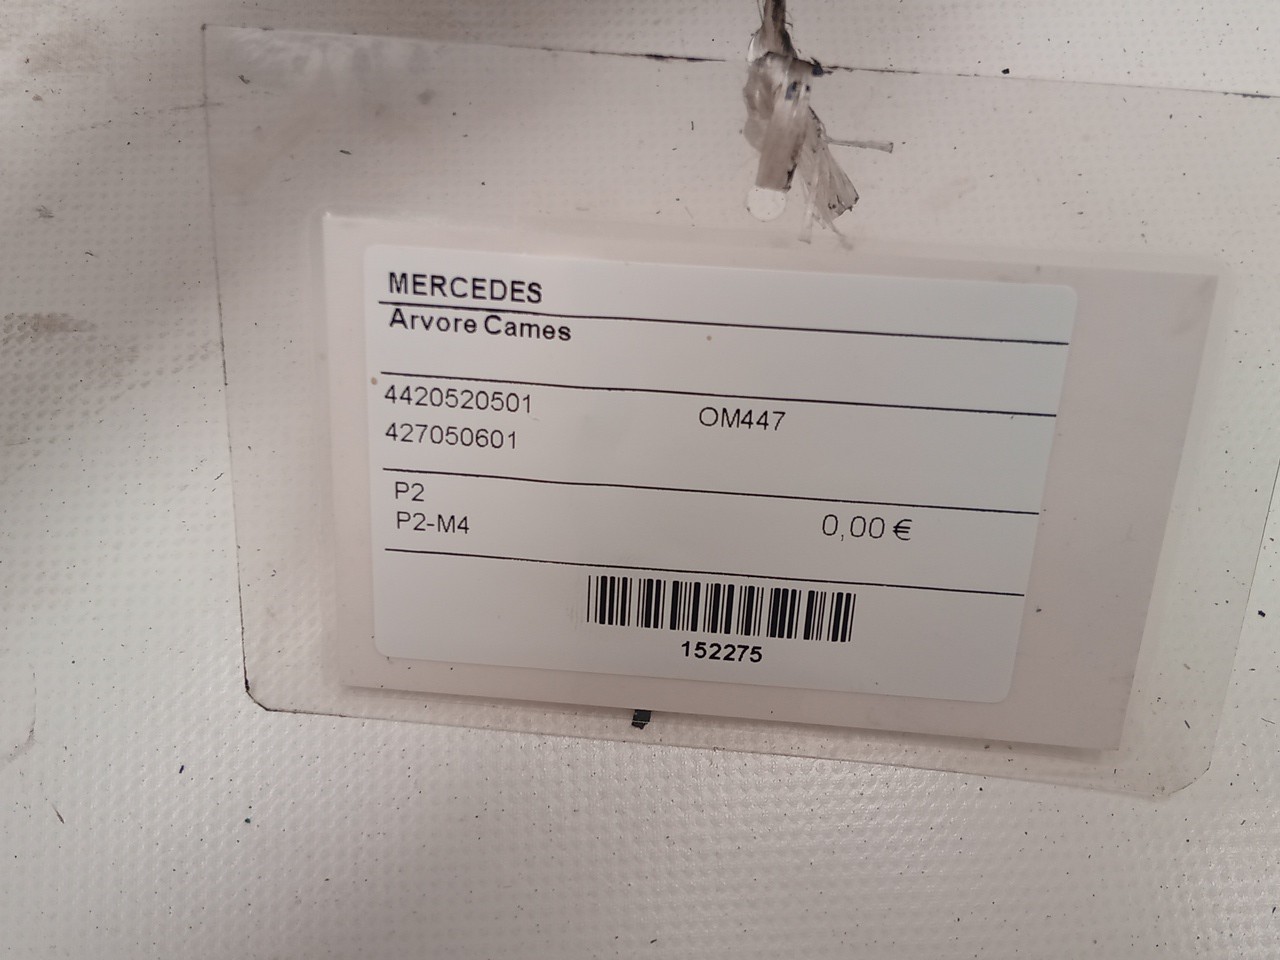 MERCEDES
Arvore Cames
4420520501
OM447
427050601
P2
P2-M4
0,00 €
152275